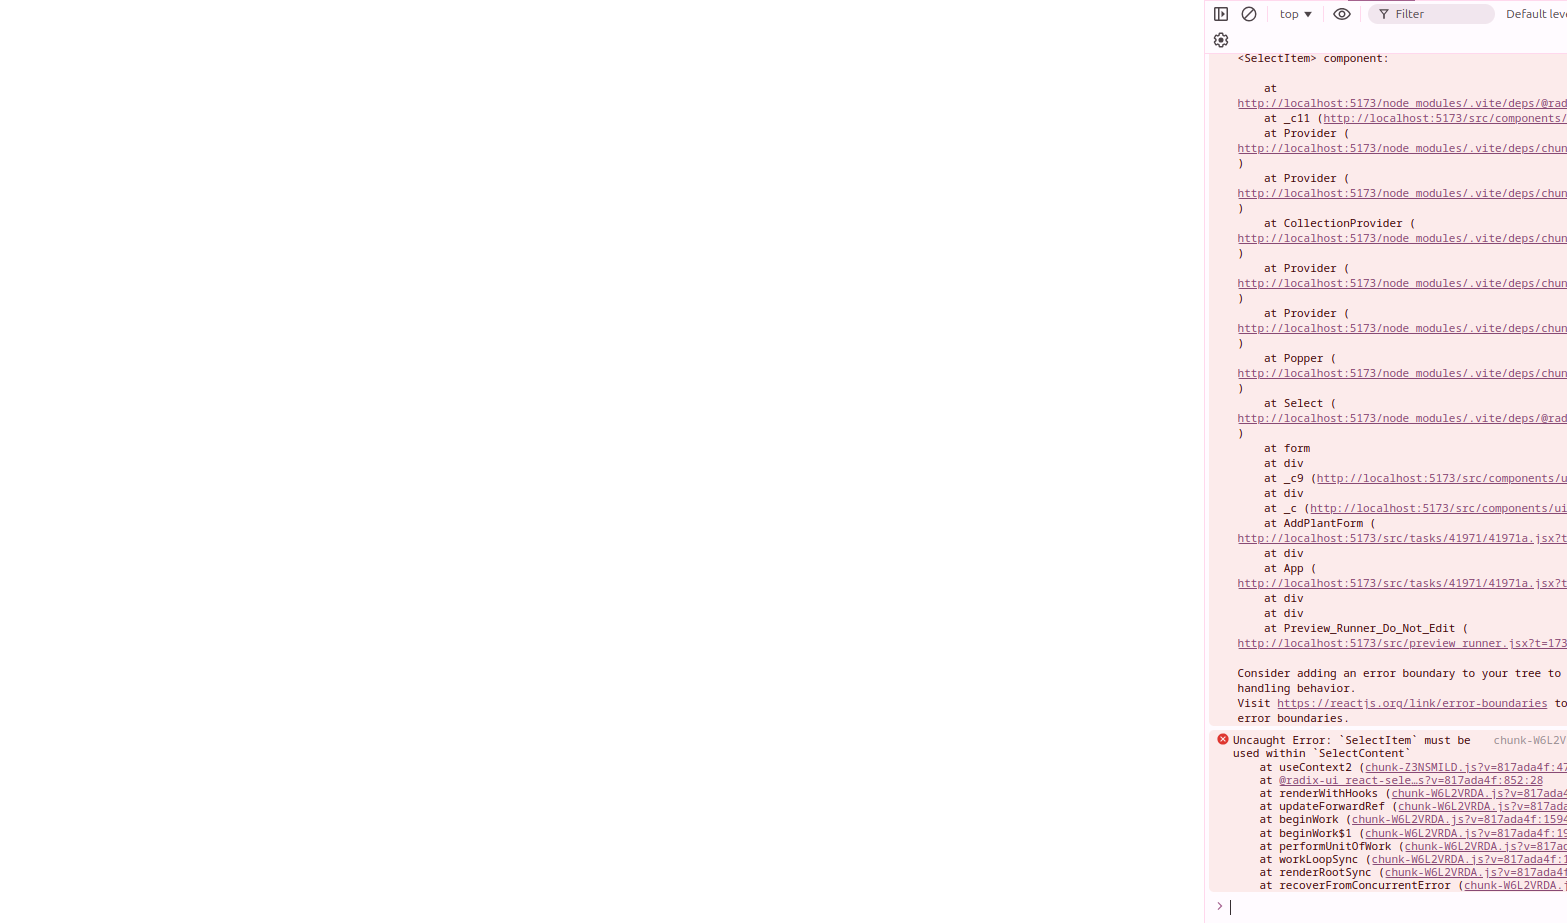 top
Filter
Default lev
<SelectItem> component:
at
http://localhost:5173/node_modules/.vite/deps/@rad
at _c11 (http://localhost:5173/src/components/
at Provider (
http://localhost:5173/node_modules/.vite/deps/chun
)
at Provider (
http://localhost:5173/node_modules/.vite/deps/chun
)
at CollectionProvider (
http://localhost:5173/node_modules/.vite/deps/chun
)
at Provider (
http://localhost:5173/node_modules/.vite/deps/chun
)
at Provider (
http://localhost:5173/node_modules/.vite/deps/chun
)
at Popper (
http://localhost:5173/node_modules/.vite/deps/chun
)
at Select (
http://localhost:5173/node_modules/.vite/deps/@rad
)
at form
at div
at _c9 (http://localhost:5173/src/components/u
at div
at _c (http://localhost:5173/src/components/ui
at AddPlantForm (
http://localhost:5173/src/tasks/41971/41971a.jsx?t
at div
at App (
http://localhost:5173/src/tasks/41971/41971a.jsx?t
at div
at div
at Preview_Runner_Do_Not_Edit (
http://localhost:5173/src/preview_runner.jsx?t=173
Consider adding an error boundary to your tree to
handling behavior.
Visit https://reactjs.org/link/error-boundaries to
error boundaries.
Uncaught Error: `SelectItem` must be chunk-W6L2V
used within `SelectContent`
at useContext2 (chunk-Z3NSMILD.js?v=817ada4f:47
at @radix-ui_react-sele…s?v=817ada4f:852:28
at renderWithHooks (chunk-W6L2VRDA.js?v=817ada4
at updateForwardRef (chunk-W6L2VRDA.js?v=817ada
at beginWork (chunk-W6L2VRDA.js?v=817ada4f:1594
at beginWork$1 (chunk-W6L2VRDA.js?v=817ada4f:19
at performUnitOfWork (chunk-W6L2VRDA.js?v=817ad
at workLoopSync (chunk-W6L2VRDA.js?v=817ada4f:1
at renderRootSync (chunk-W6L2VRDA.js?v=817ada4f
at recoverFromConcurrentError (chunk-W6L2VRDA.j